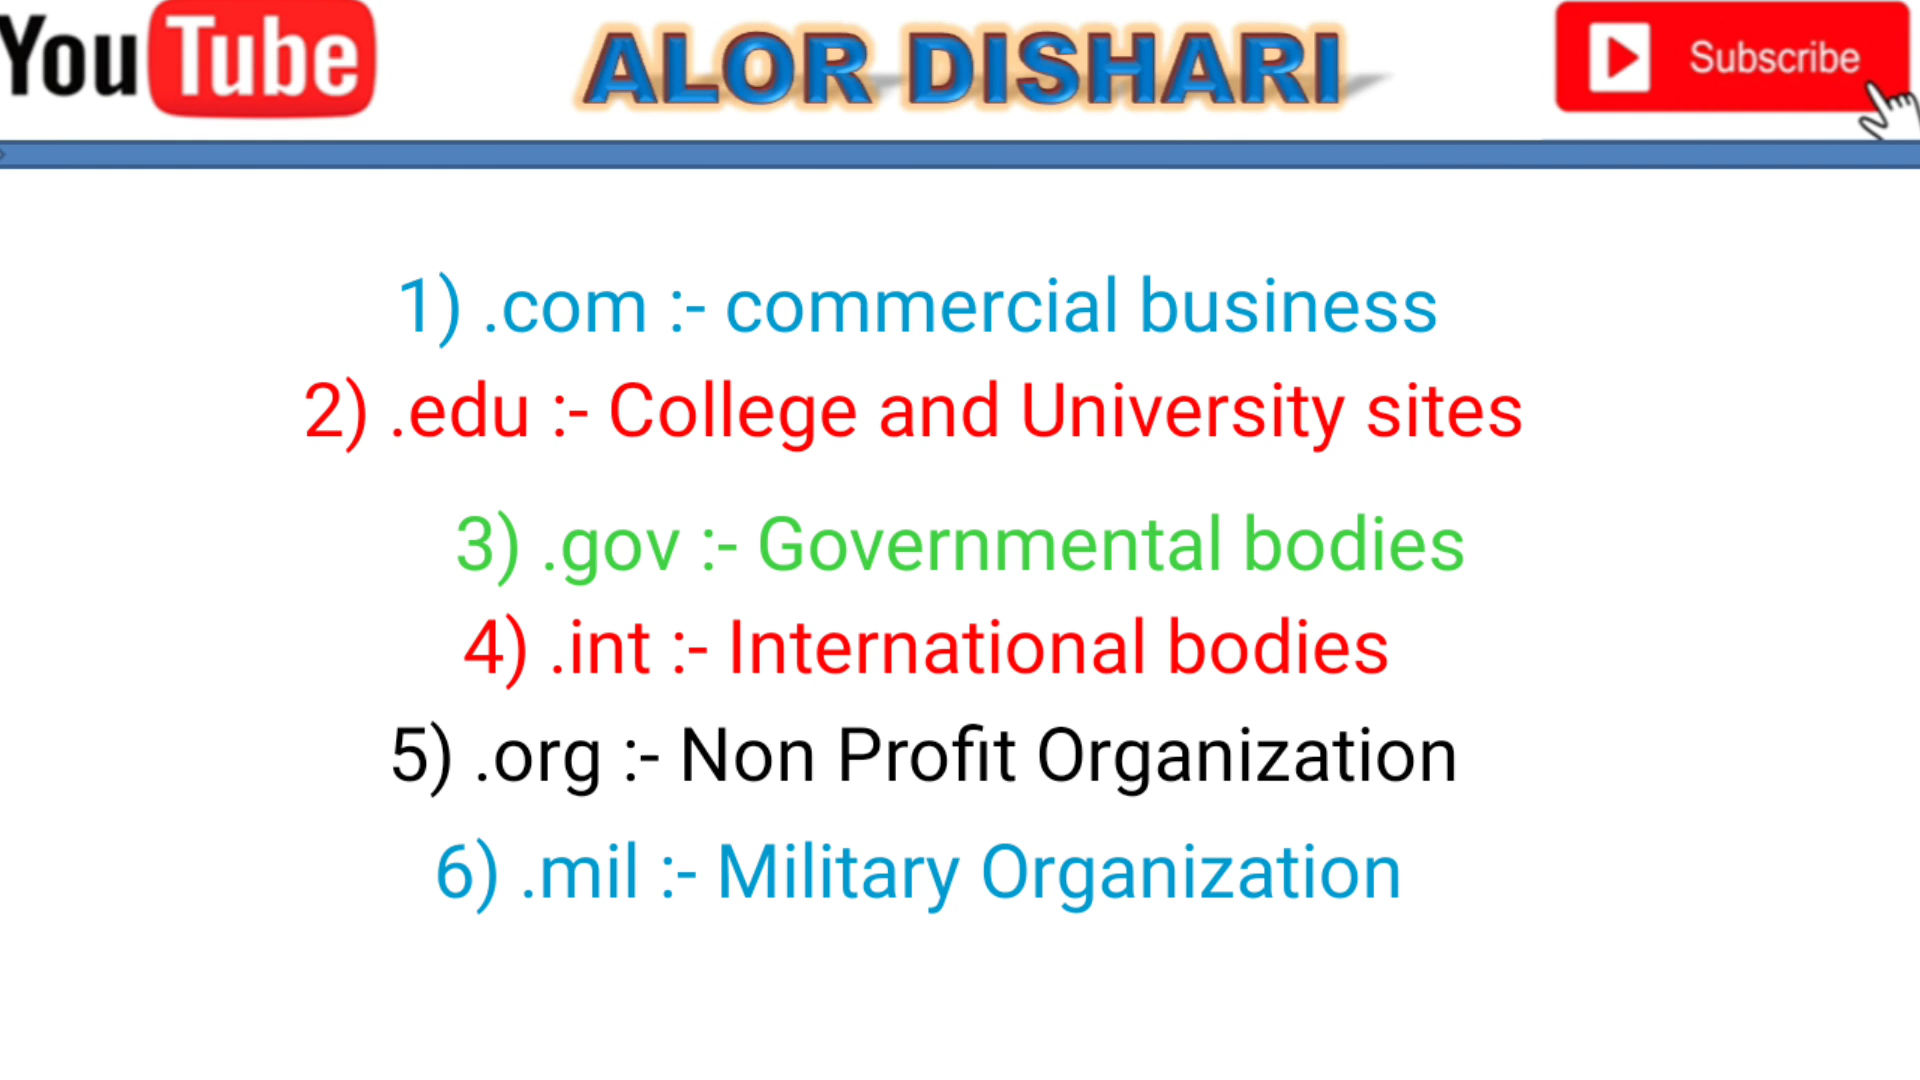 YouTube
ALOR DISHARI
Subscribe
1) .com :- commercial business
2) .edu :- College and University sites
3) .gov :- Governmental bodies
4) .int :- International bodies
5) .org :- Non Profit Organization
6) .mil :- Military Organization